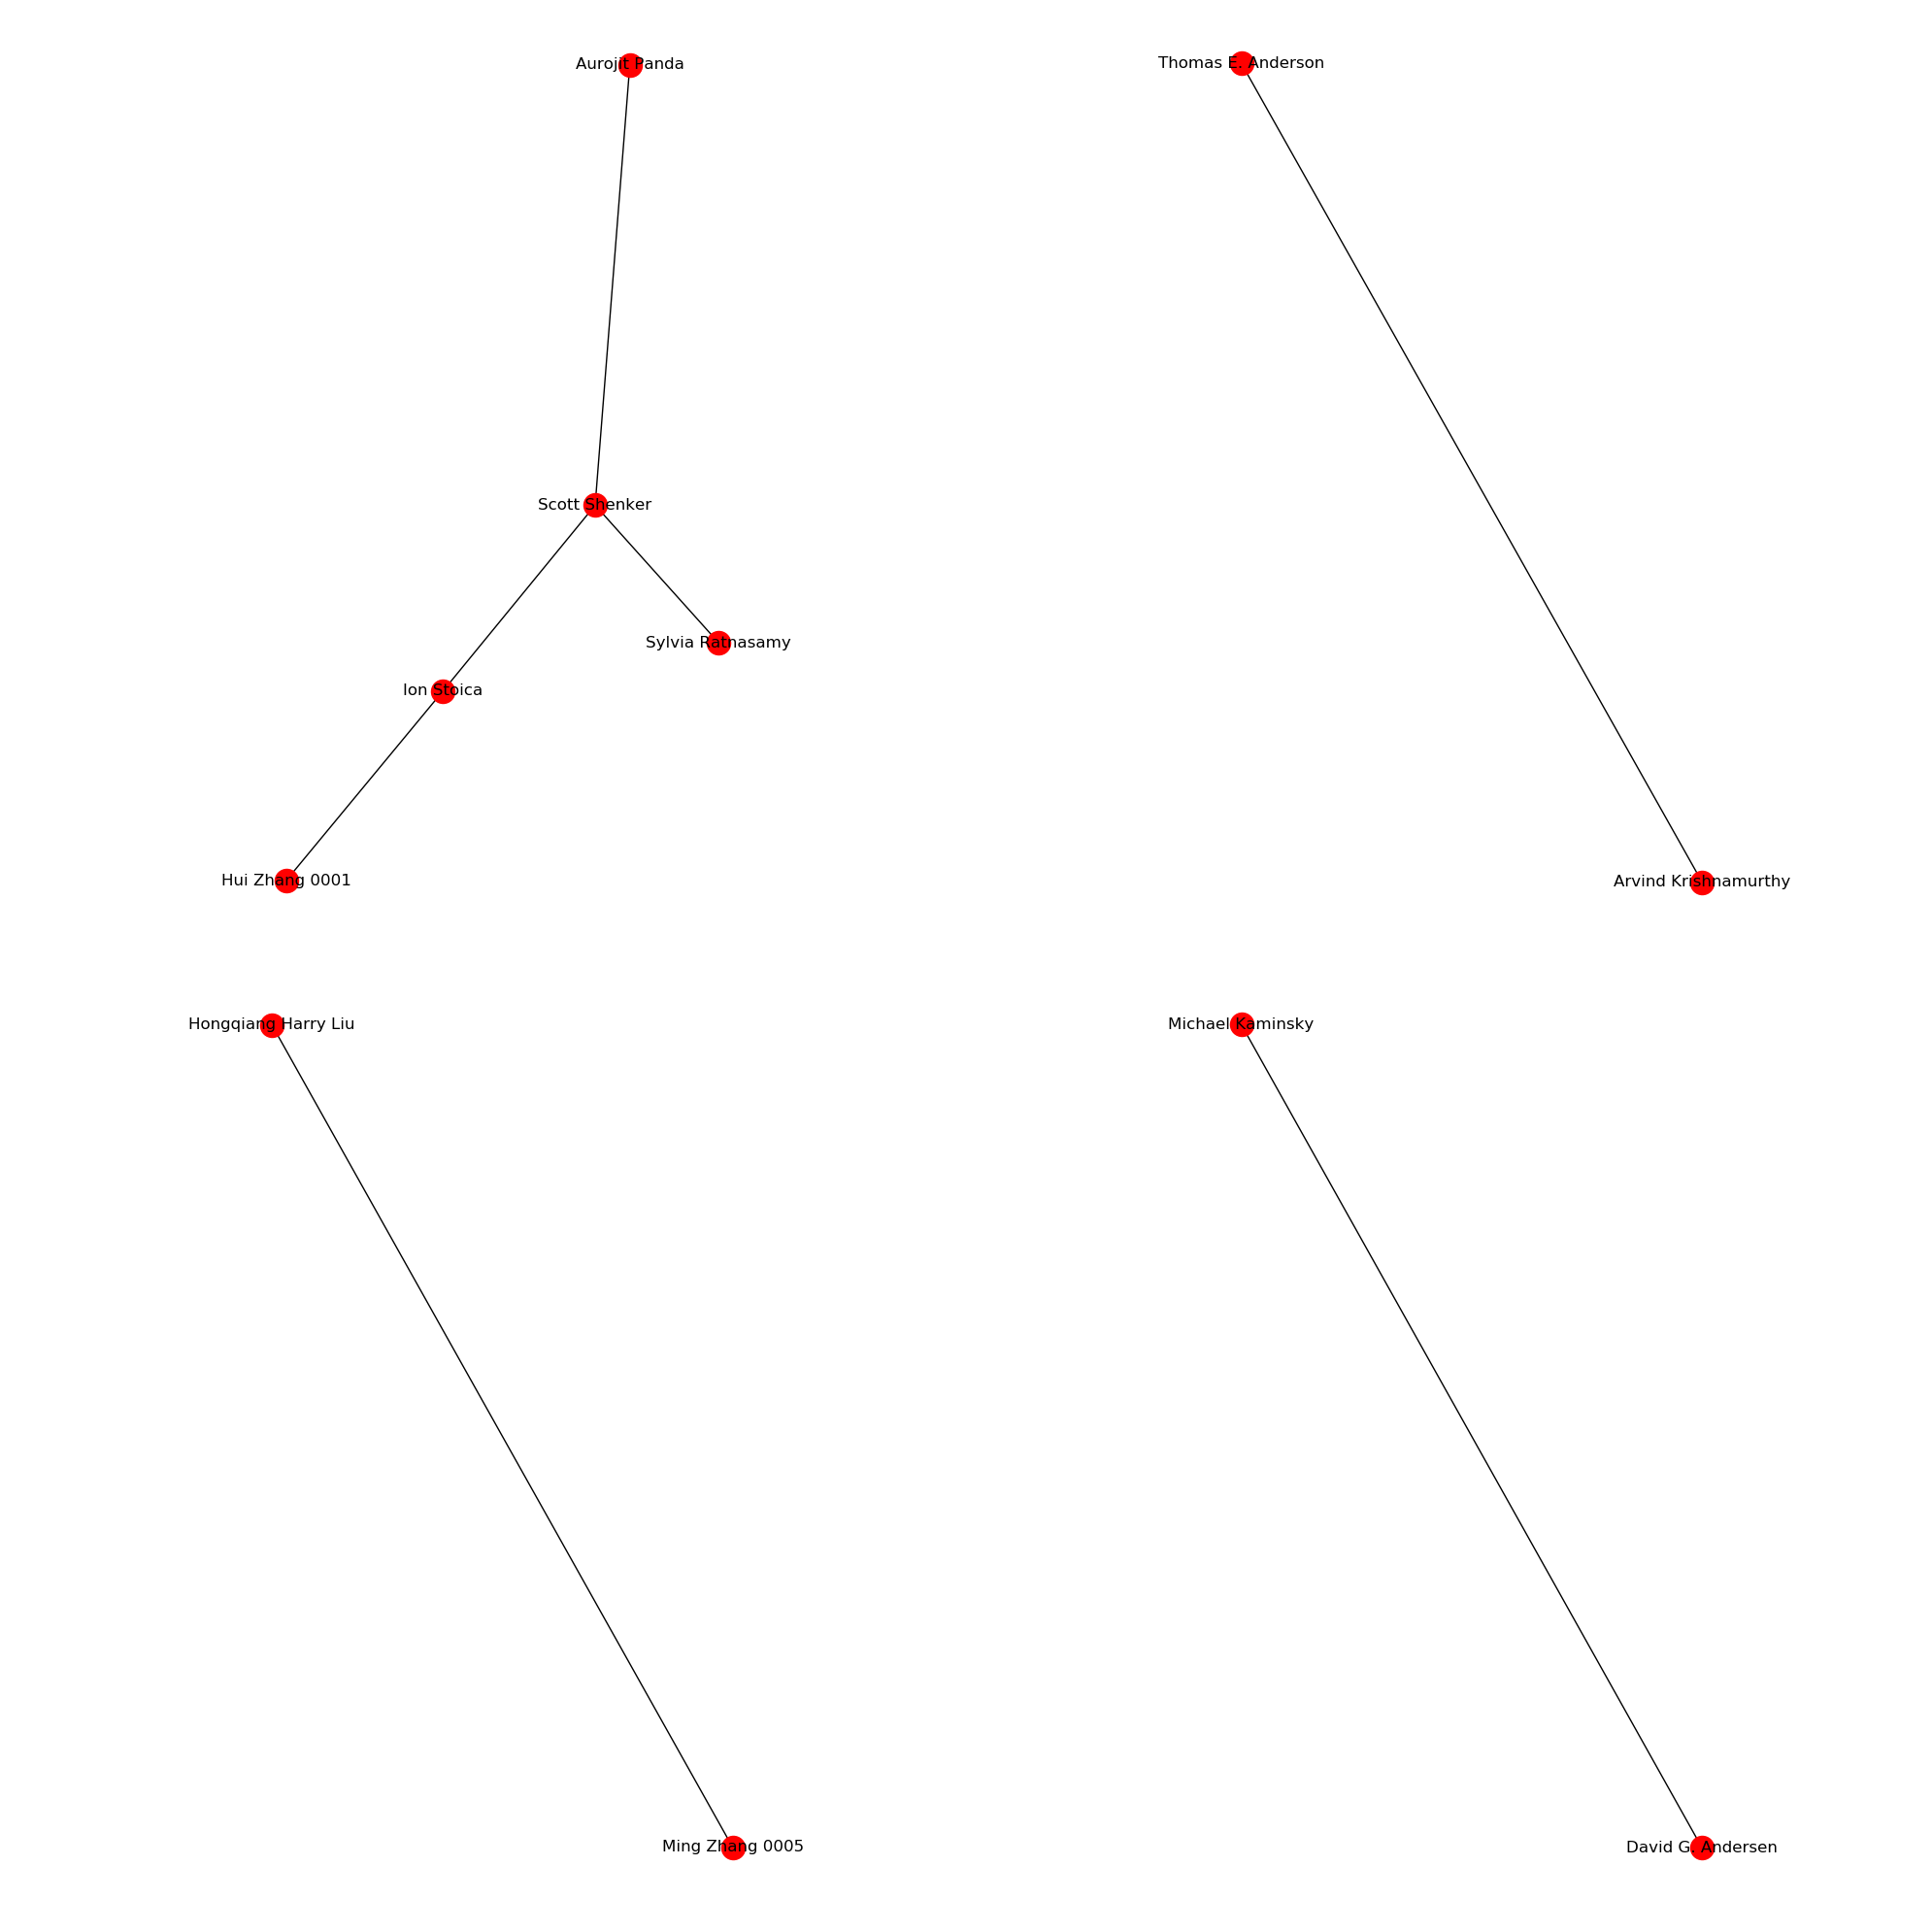 Aurojit Panda
Thomas E. Anderson
Scott Shenker
Sylvia Ratnasamy
Ion Stoica
Hui Zhang 0001
Arvind Krishnamurthy
Hongqiang Harry Liu
Michael Kaminsky
Ming Zhang 0005
David G. Andersen